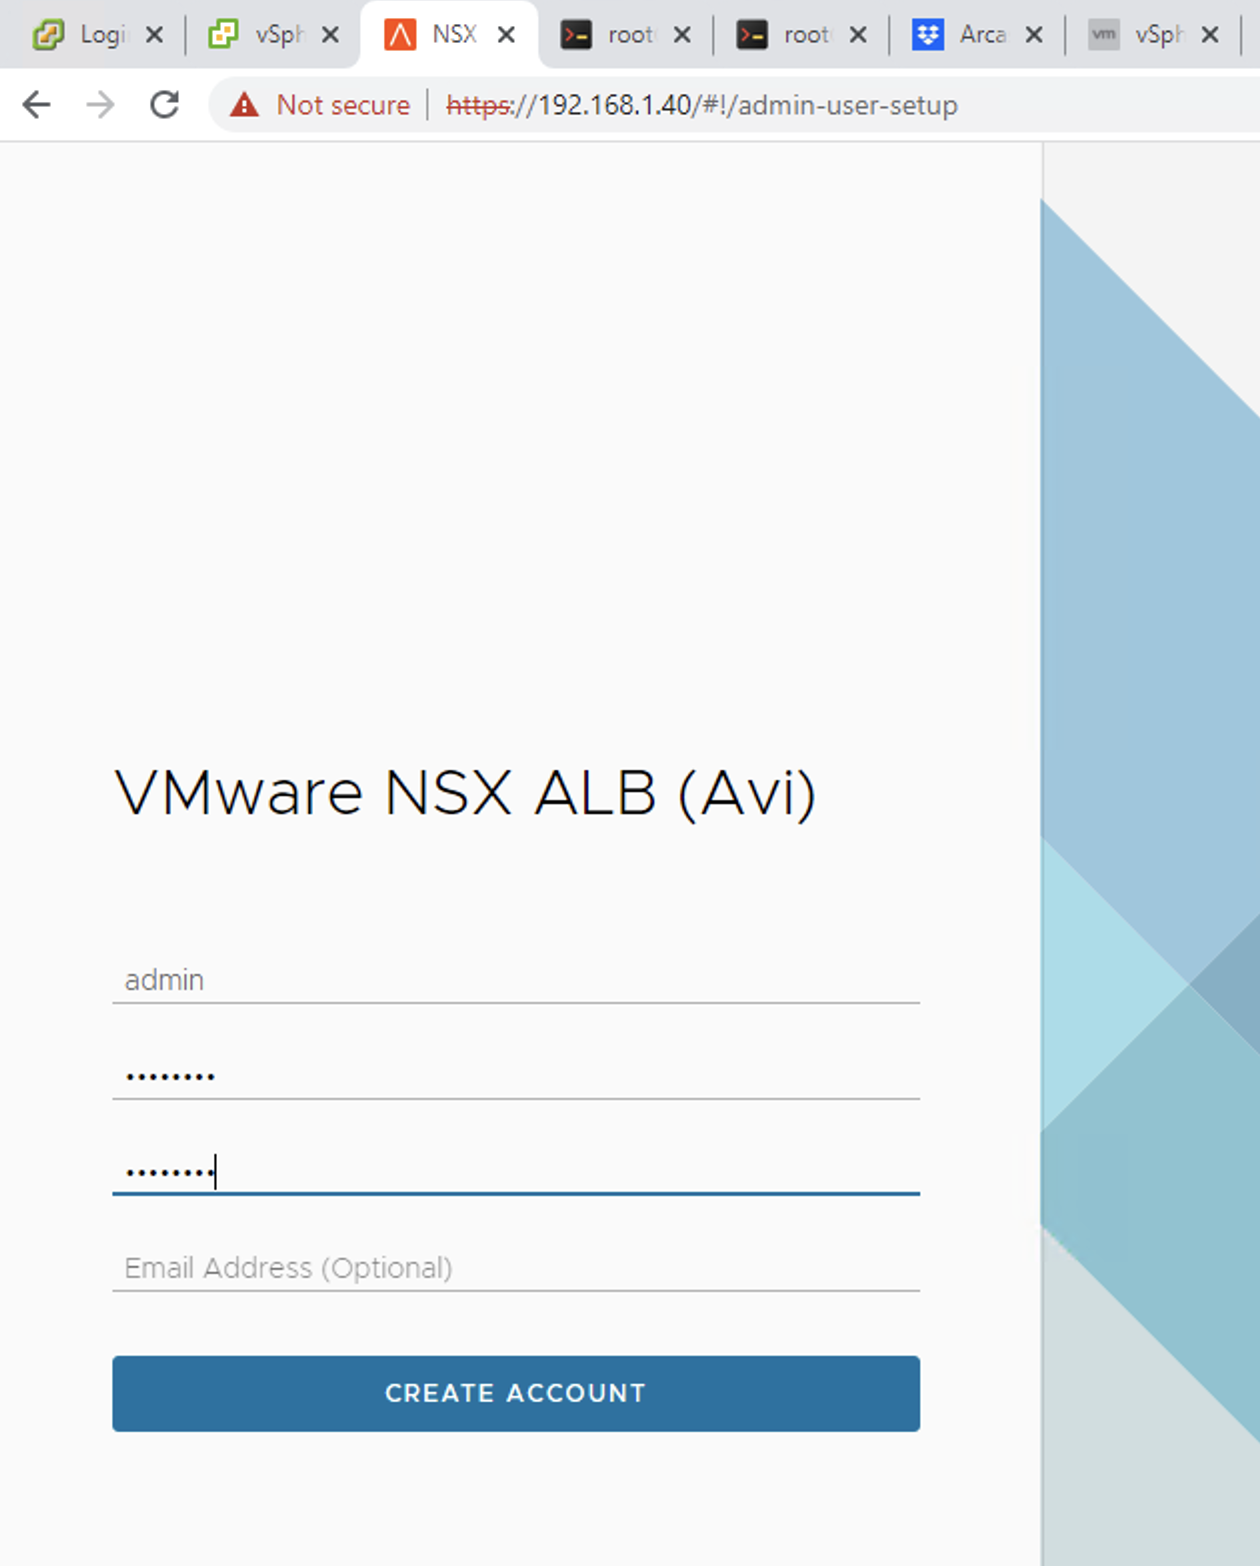 Logi vSph NSX root root Arca vm vSph
Not secure https://192.168.1.40/#!/admin-user-setup
VMware NSX ALB (Avi)
admin
••••••••
••••••••
Email Address (Optional)
CREATE ACCOUNT